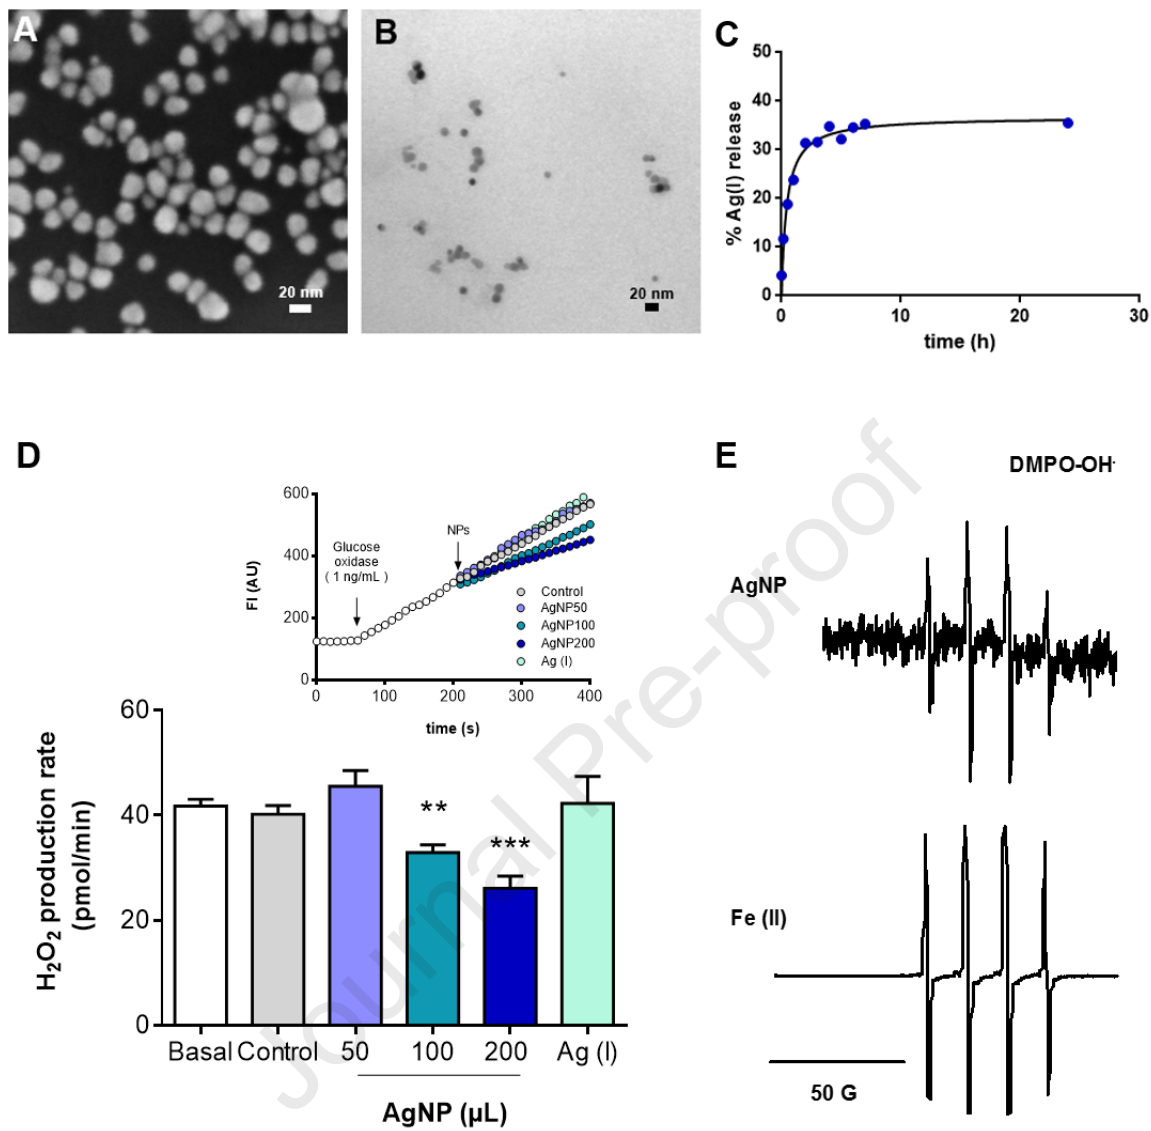 A
20 nm
B
20 nm
C
50
40
30
20
10
0
% Ag(I) release
0
10
20
30
time (h)
D
600
400
200
0
FI (AU)
Glucose
oxidase
( 1 ng/mL )
NPs
Control
AgNP50
AgNP100
AgNP200
Ag (I)
0
100
200
300
400
time (s)
60
40
20
0
H₂O₂ production rate
(pmol/min)
**
***
Basal
Control
50
100
200
Ag (I)
AgNP (µL)
E
DMPO-OH·
AgNP
Fe (II)
50 G
Journal Pre-proof